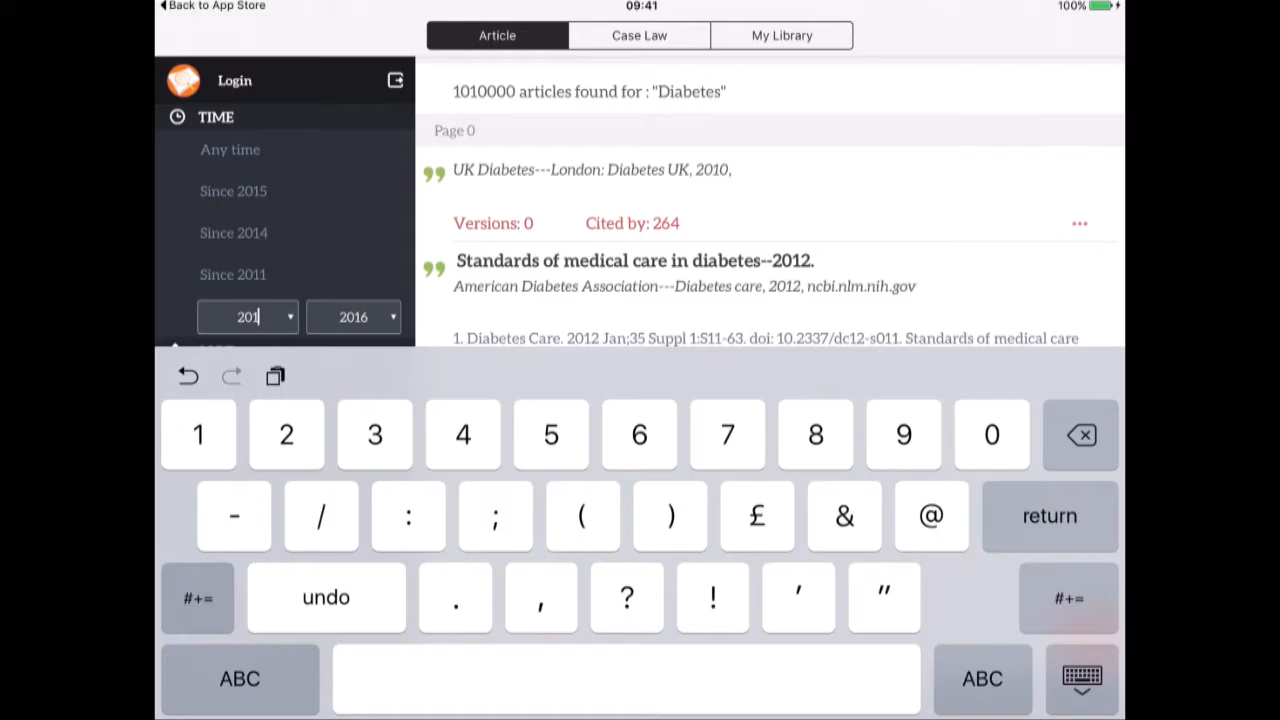 Back to App Store
09:41
100%
Article
Case Law
My Library
Login
TIME
Any time
Since 2015
Since 2014
Since 2011
201
2016
1010000 articles found for : "Diabetes"
Page 0
UK Diabetes---London: Diabetes UK, 2010,
Versions: 0
Cited by: 264
Standards of medical care in diabetes--2012.
American Diabetes Association---Diabetes care, 2012, ncbi.nlm.nih.gov
1. Diabetes Care. 2012 Jan;35 Suppl 1:S11-63. doi: 10.2337/dc12-s011. Standards of medical care
1 2 3 4 5 6 7 8 9 0
- / : ; ( ) £ & @ return
#+= undo . , ? ! ' " #+=
ABC ABC